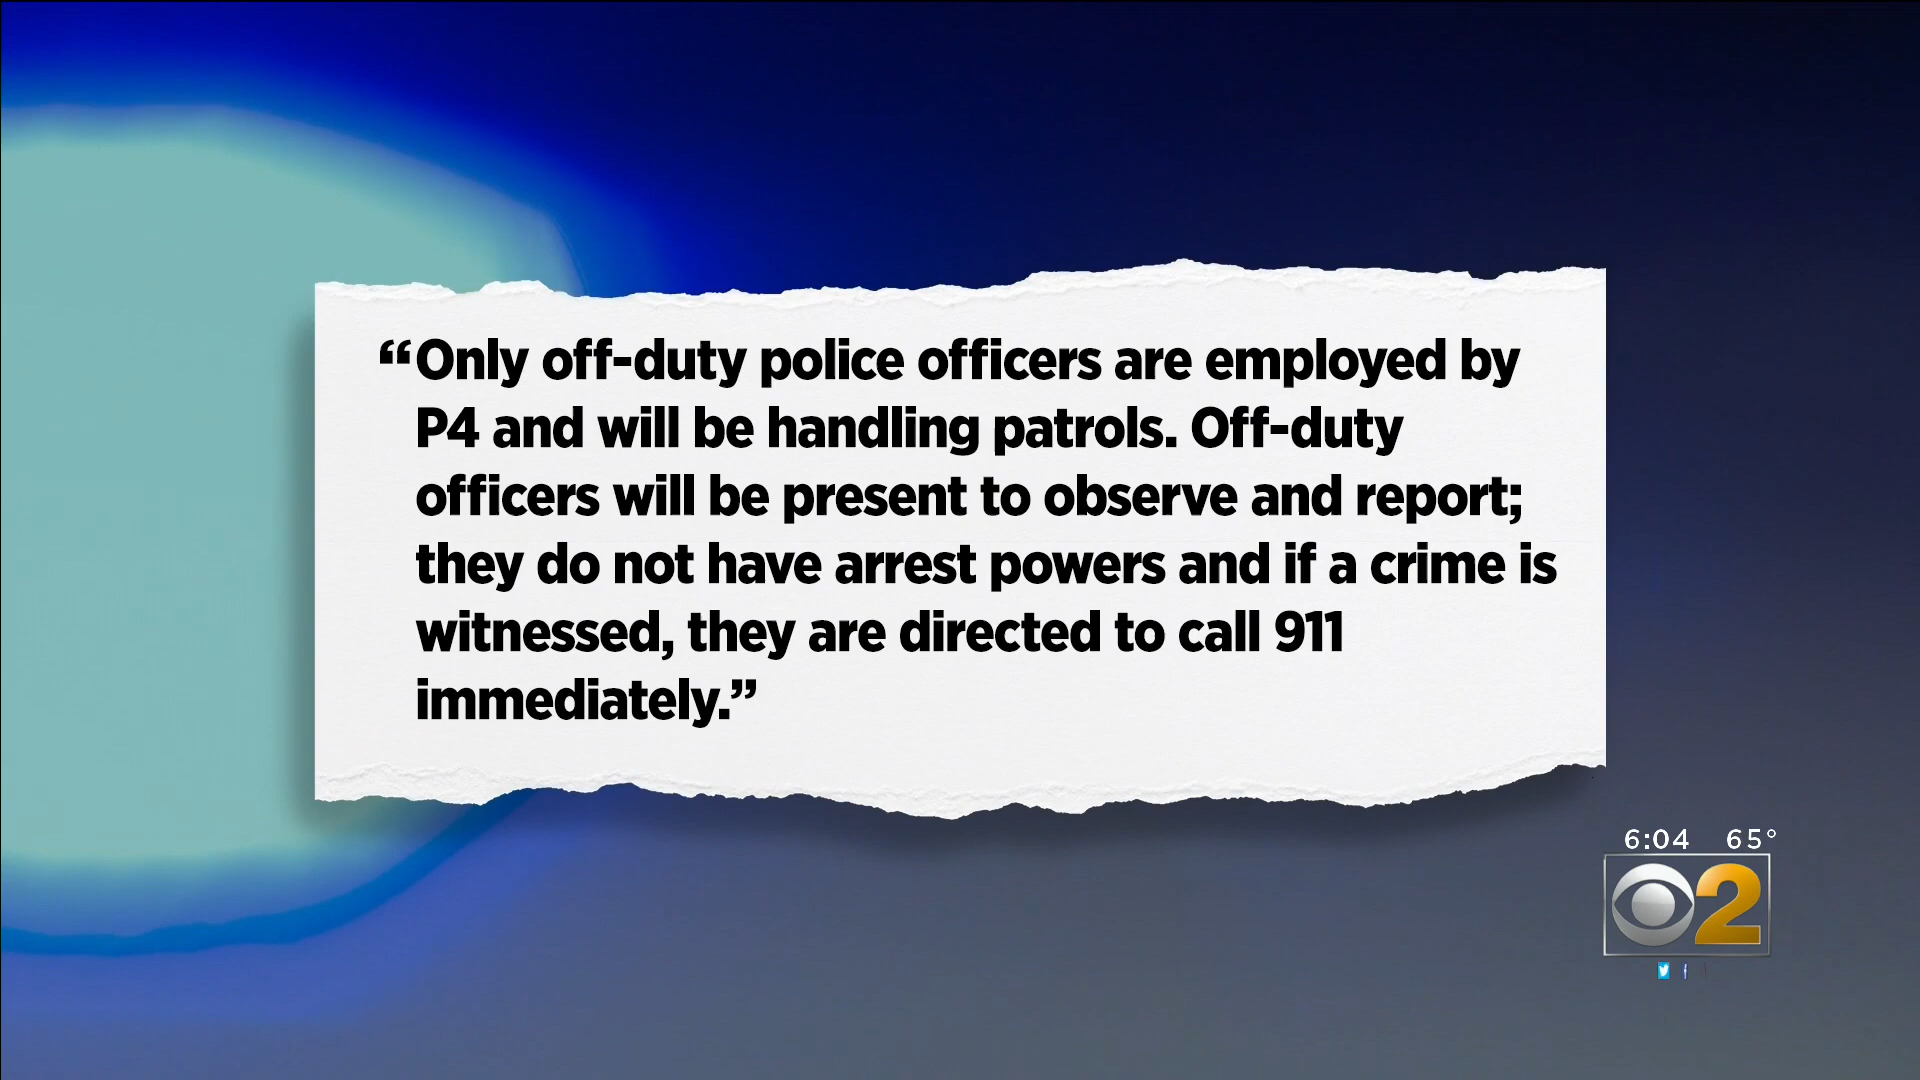 “Only off-duty police officers are employed by
P4 and will be handling patrols. Off-duty
officers will be present to observe and report;
they do not have arrest powers and if a crime is
witnessed, they are directed to call 911
immediately.”
6:04 65°
2